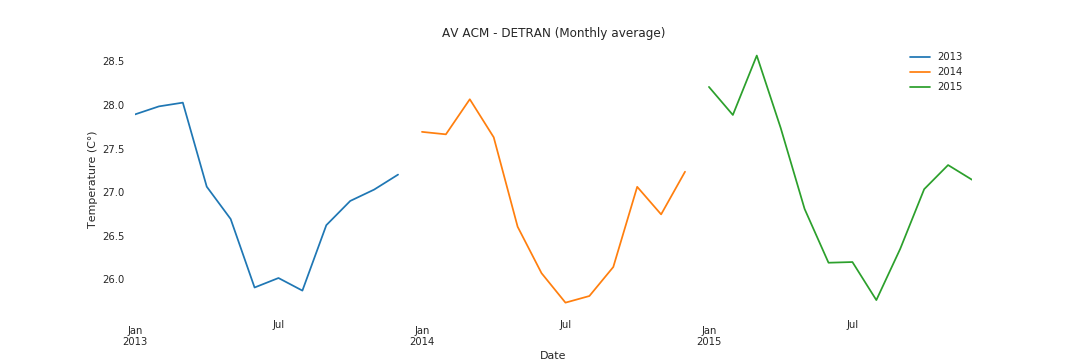 AV ACM - DETRAN (Monthly average)
2013
2014
2015
28.5
28.0
27.5
27.0
26.5
26.0
Temperature (C°)
Jan
2013
Jul
Jan
2014
Jul
Jan
2015
Jul
Date